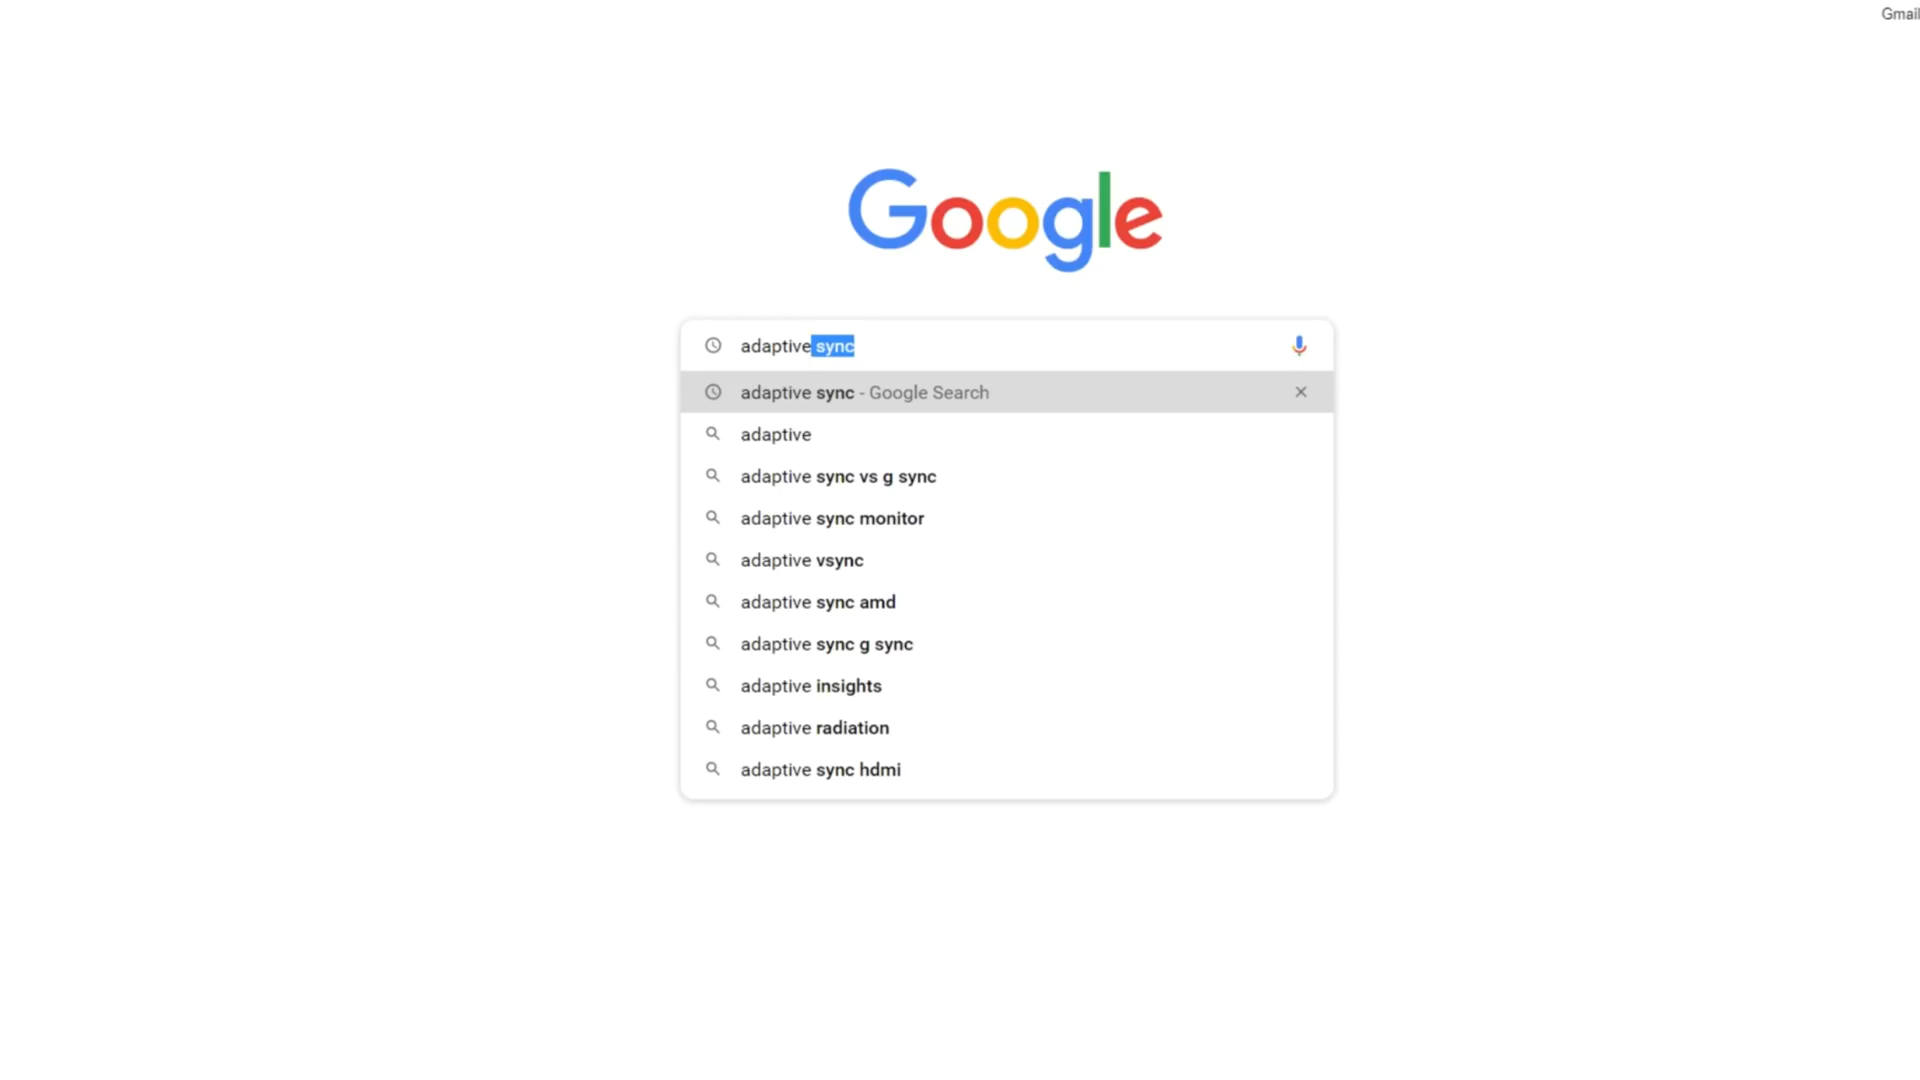 Gmail
Google
adaptive sync
adaptive sync - Google Search
adaptive
adaptive sync vs g sync
adaptive sync monitor
adaptive vsync
adaptive sync amd
adaptive sync g sync
adaptive insights
adaptive radiation
adaptive sync hdmi